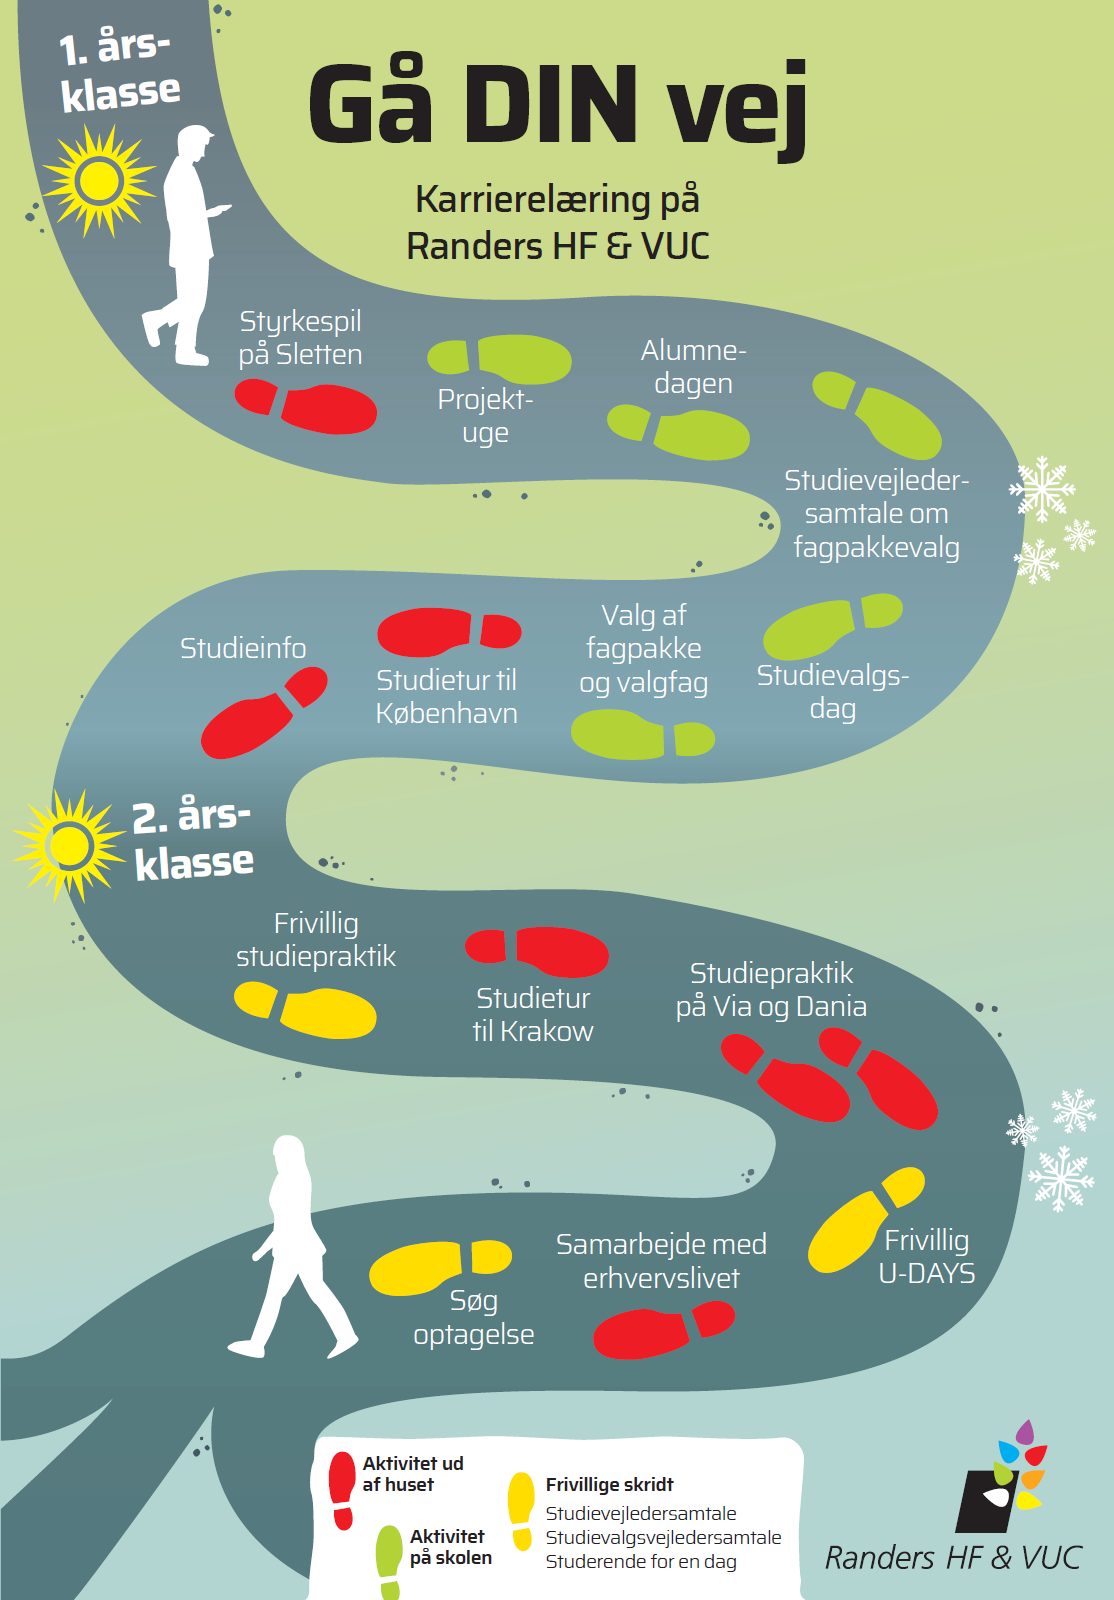 1. års-
klasse
Gå DIN vej
Karrierelæring på
Randers HF & VUC
Styrkespil
på Sletten
Projekt-
uge
Alumne-
dagen
Studievejleder-
samtale om
fagpakkevalg
Studievalgs-
dag
Valg af
fagpakke
og valgfag
Studietur til
København
Studieinfo
2. års-
klasse
Frivillig
studiepraktik
Studietur
til Krakow
Studiepraktik
på Via og Dania
Frivillig
U-DAYS
Samarbejde med
erhvervslivet
Søg
optagelse
Aktivitet ud
af huset
Aktivitet
på skolen
Frivillige skridt
Studievejledersamtale
Studievalgsvejledersamtale
Studerende for en dag
Randers HF & VUC